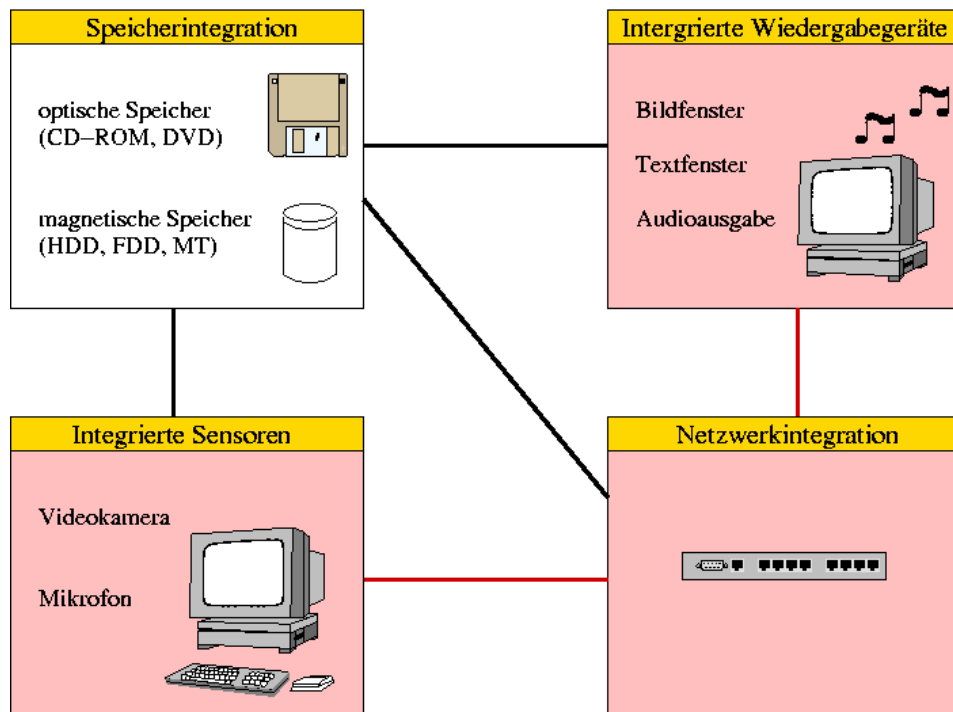 Speicherintegration
optische Speicher
(CD–ROM, DVD)
magnetische Speicher
(HDD, FDD, MT)
Intergrierte Wiedergabegeräte
Bildfenster
Textfenster
Audioausgabe
Integrierte Sensoren
Videokamera
Mikrofon
Netzwerkintegration